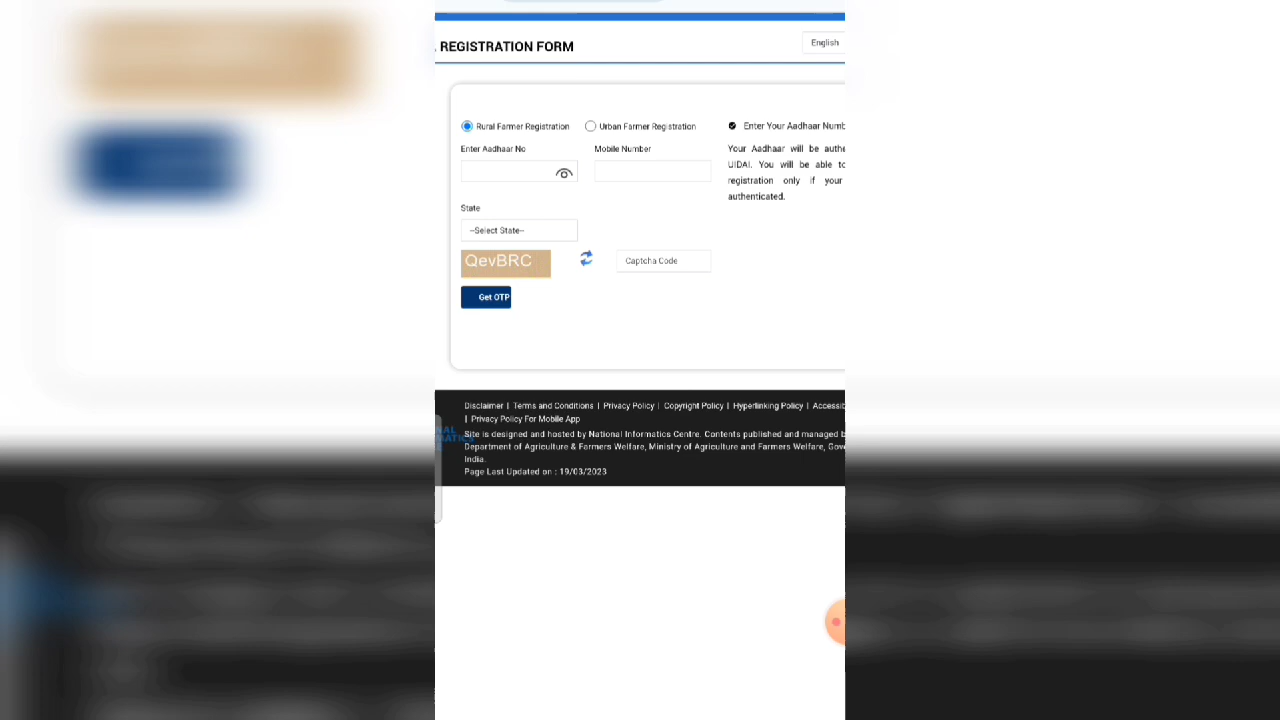 REGISTRATION FORM
English
Rural Farmer Registration
Urban Farmer Registration
Enter Aadhaar No
Mobile Number
State
--Select State--
QevBRC
Captcha Code
Get OTP
Enter Your Aadhaar Numb
Your Aadhaar will be authe
UIDAI. You will be able to
registration only if your
authenticated.
Disclaimer | Terms and Conditions | Privacy Policy | Copyright Policy | Hyperlinking Policy | Accessib
| Privacy Policy For Mobile App
Site is designed and hosted by National Informatics Centre. Contents published and managed b
Department of Agriculture & Farmers Welfare, Ministry of Agriculture and Farmers Welfare, Gove
India.
Page Last Updated on : 19/03/2023